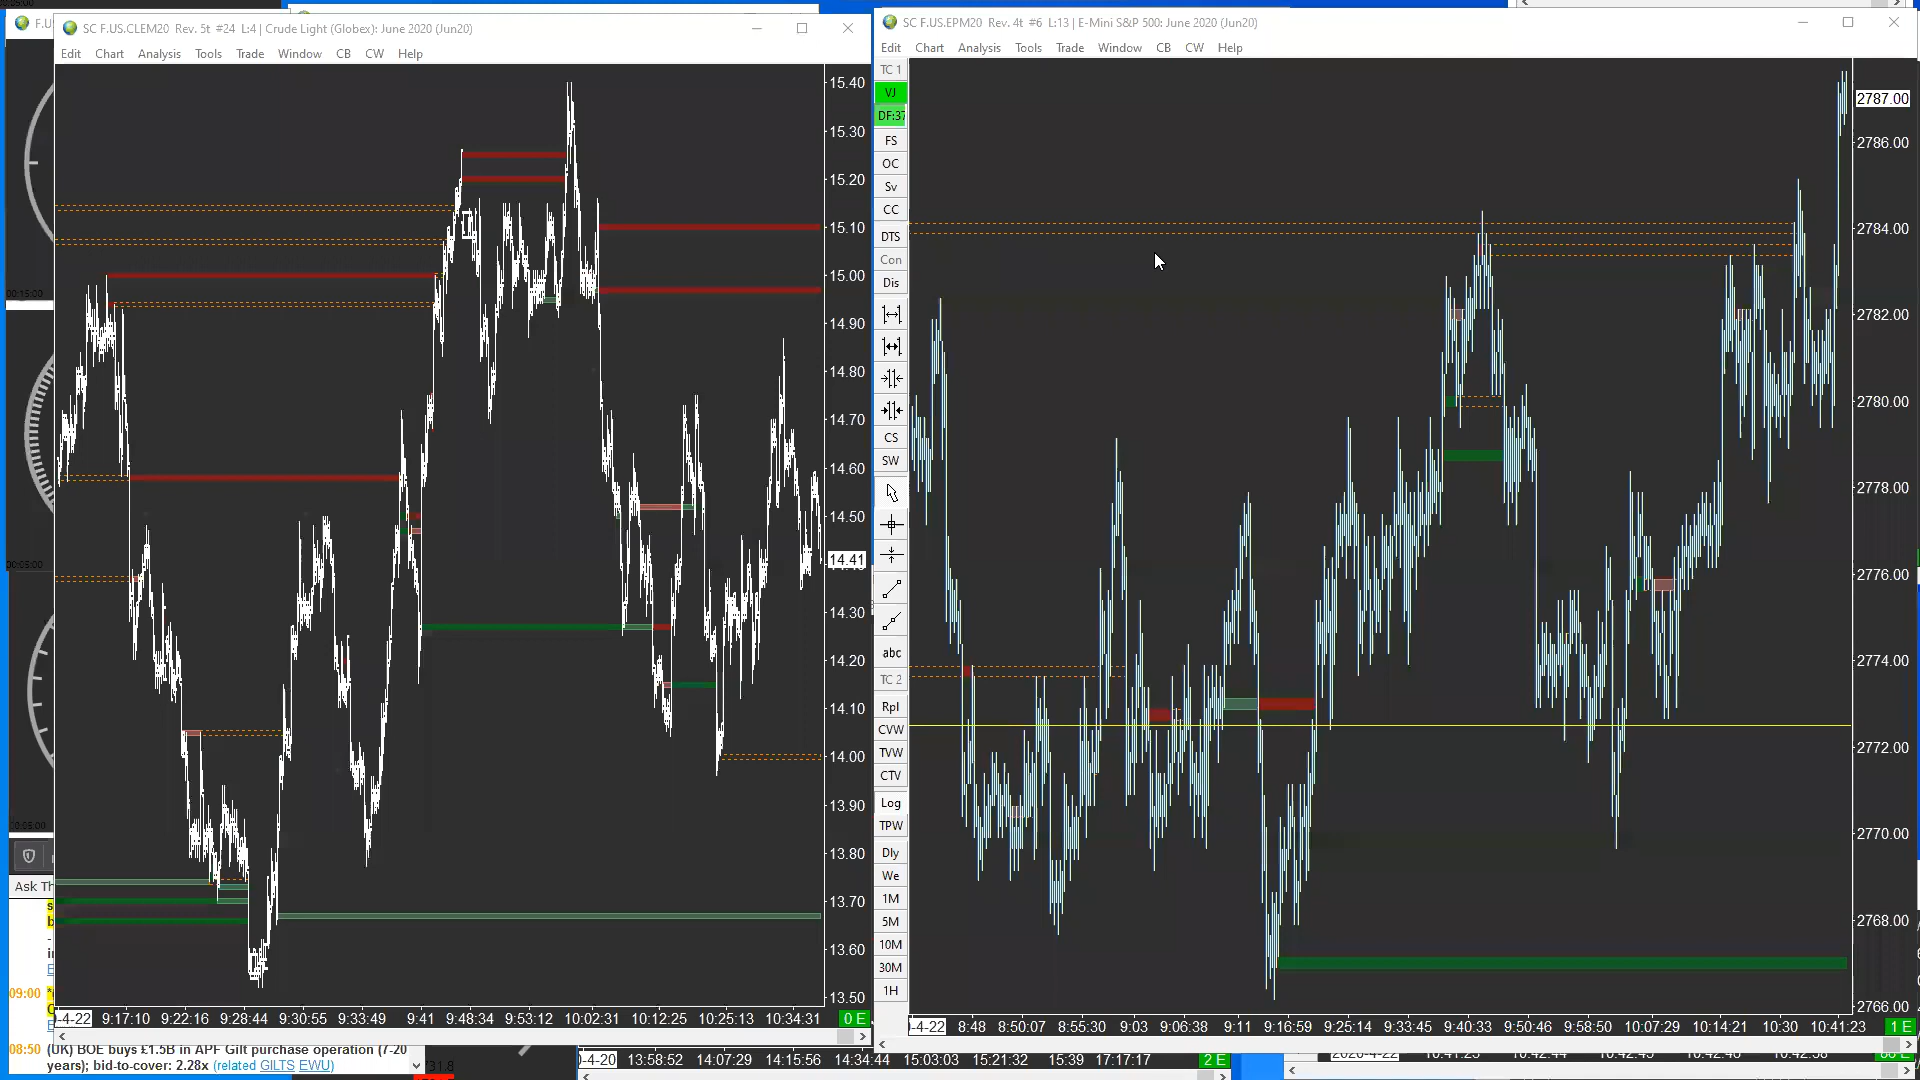 F.U
SC F.US.CLEM20 Rev. 5t #24 L:4 | Crude Light (Globex): June 2020 (Jun20)
Edit Chart Analysis Tools Trade Window CB CW Help
15.40
15.30
15.20
15.10
15.00
14.90
14.80
14.70
14.60
14.50
14.41
14.30
14.20
14.10
14.00
13.90
13.80
13.70
13.60
13.50
-4-22 9:17:10 9:22:16 9:28:44 9:30:55 9:33:49 9:41 9:48:34 9:53:12 10:02:31 10:12:25 10:25:13 10:34:31 0 E
SC F.US.EPM20 Rev. 4t #6 L:13 | E-Mini S&P 500: June 2020 (Jun20)
Edit Chart Analysis Tools Trade Window CB CW Help
TC 1
VJ
DF:37
FS
OC
Sv
CC
DTS
Con
Dis
CS
SW
abc
TC 2
Rpl
CVW
TVW
CTV
Log
TPW
Dly
We
1M
5M
10M
30M
1H
2787.00
2786.00
2784.00
2782.00
2780.00
2778.00
2776.00
2774.00
2772.00
2770.00
2768.00
2766.00
-4-22 8:48 8:50:07 8:55:30 9:03 9:06:38 9:11 9:16:59 9:25:14 9:33:45 9:40:33 9:50:46 9:58:50 10:07:29 10:14:21 10:30 10:41:23 1 E
00:15:00
00:05:00
Ask Th
09:00
08:50 (UK) BOE buys £1.5B in APF Gilt purchase operation (7-20
years); bid-to-cover: 2.28x (related GILTS EWU)
-4-20 13:58:52 14:07:29 14:15:56 14:34:44 15:03:03 15:21:32 15:39 17:17:17 2 E